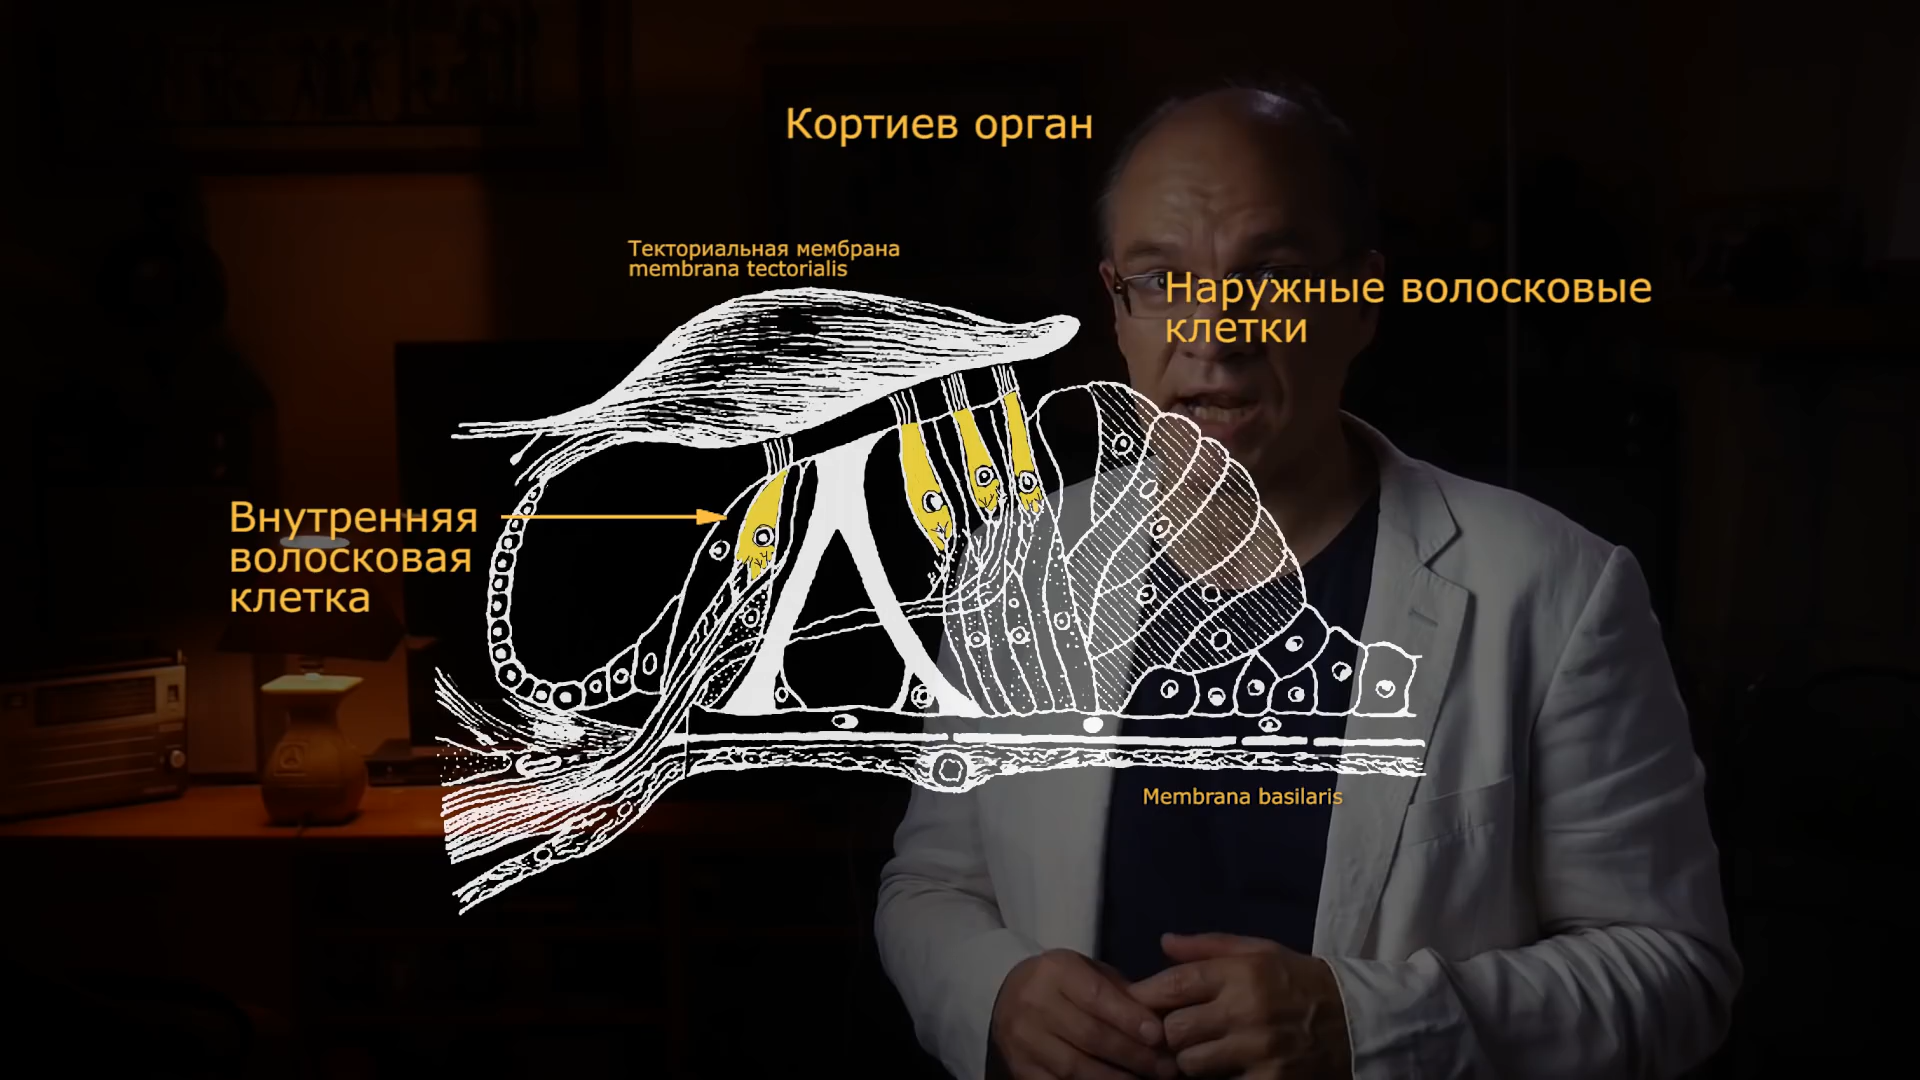 Кортиев орган
Текториальная мембрана
membrana tectorialis
Наружные волосковые
клетки
Внутренняя
волосковая
клетка
Membrana basilaris